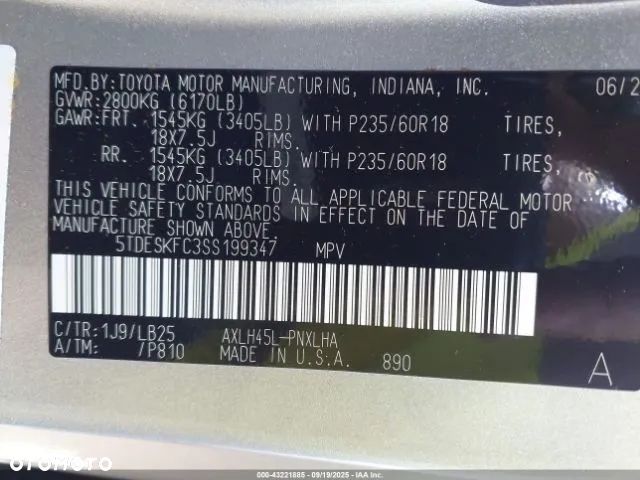 MFD.BY:TOYOTA MOTOR MANUFACTURING, INDIANA, INC. 06/2
GVWR:2800KG (6170LB)
GAWR:FRT. 1545KG (3405LB) WITH P235/60R18 TIRES,
18X7.5J RIMS.
RR. 1545KG (3405LB) WITH P235/60R18 TIRES,
18X7.5J RIMS.
THIS VEHICLE CONFORMS TO ALL APPLICABLE FEDERAL MOTOR
VEHICLE SAFETY STANDARDS IN EFFECT ON THE DATE OF
MANUFACTURE SHOWN ABOVE.
5TDESKFC3SS199347 MPV
C/TR:1J9/LB25 AXLH45L-PNXLHA
A/TM: /P810 MADE IN U.S.A. 890
A
OTOMOTO
000-43221885 - 09/19/2025 - IAA Inc.